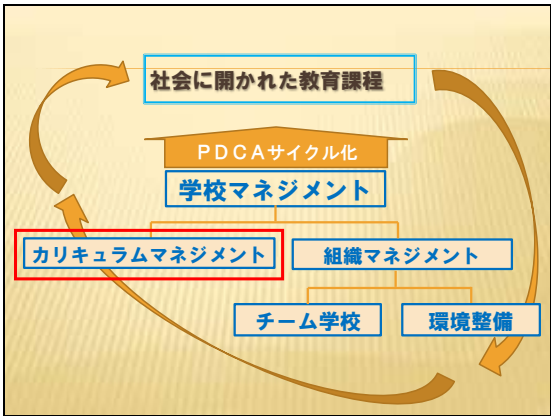 社会に開かれた教育課程
PDCAサイクル化
学校マネジメント
カリキュラムマネジメント
組織マネジメント
チーム学校
環境整備